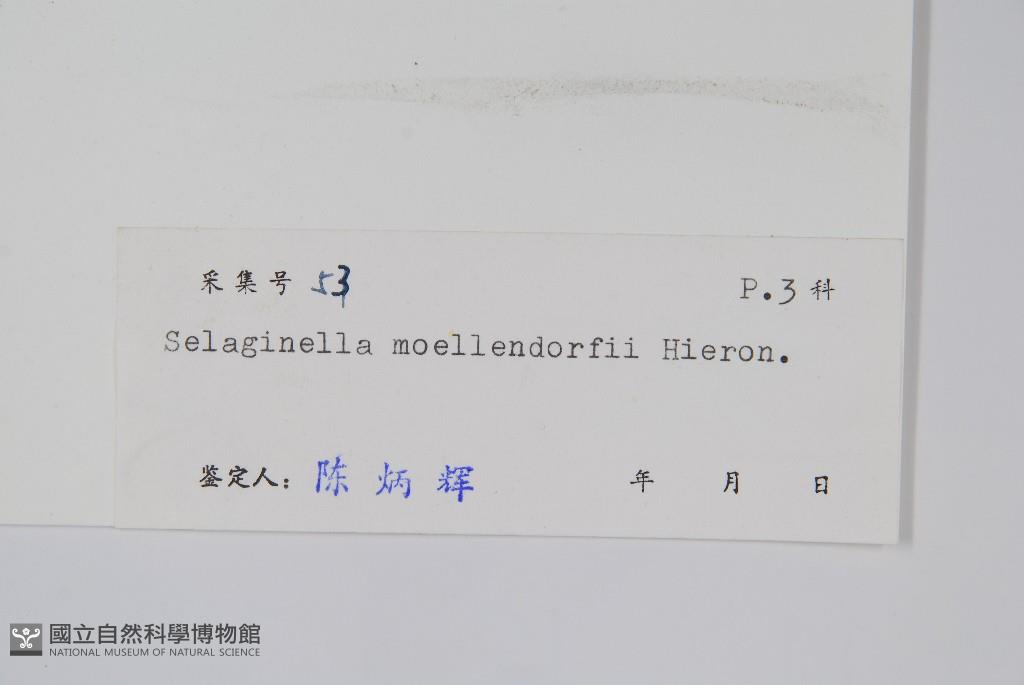 采集号 53 P.3科
Selaginella moellendorfii Hieron.
鉴定人: 陈炳辉 年 月 日
國立自然科學博物館
NATIONAL MUSEUM OF NATURAL SCIENCE